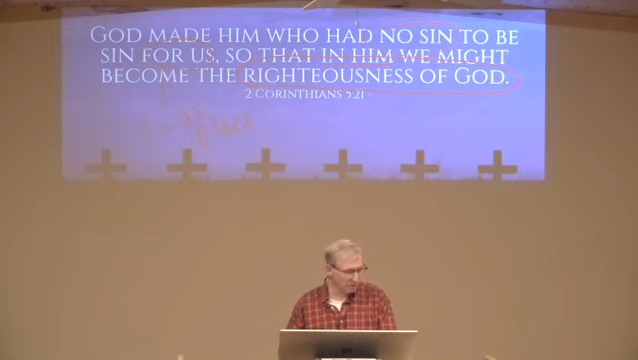 GOD MADE HIM WHO HAD NO SIN TO BE
SIN FOR US, SO THAT IN HIM WE MIGHT
BECOME THE RIGHTEOUSNESS OF GOD.
- 2 CORINTHIANS 5:21 -